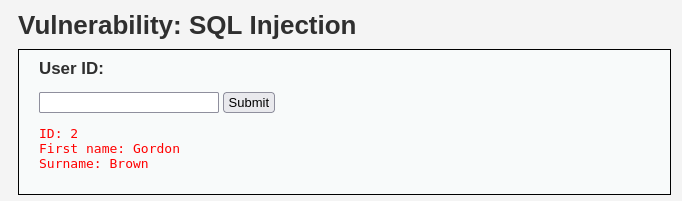 Vulnerability: SQL Injection
User ID:
Submit
ID: 2
First name: Gordon
Surname: Brown